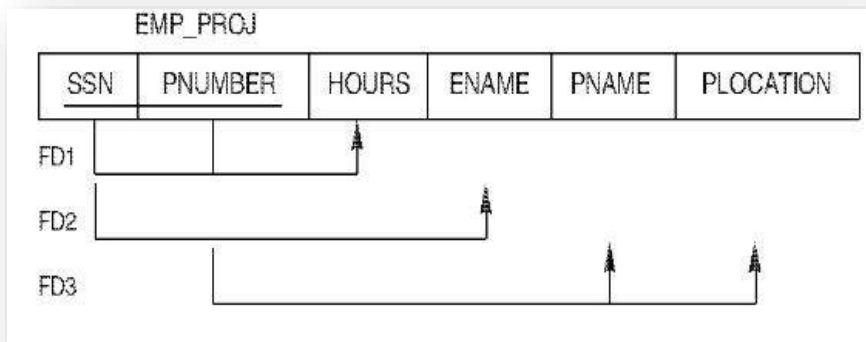 EMP_PROJ
SSN PNUMBER HOURS ENAME PNAME PLOCATION
FD1
FD2
FD3